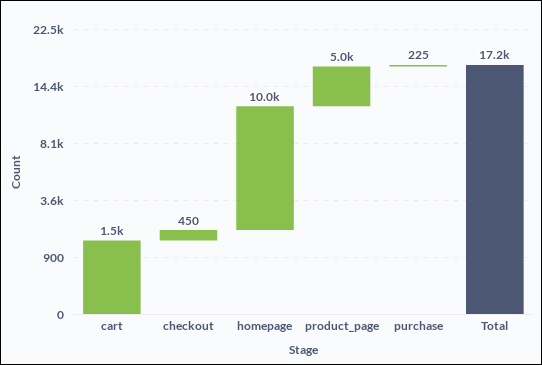 22.5k
14.4k
8.1k
3.6k
900
0
Count
1.5k
450
10.0k
5.0k
225
17.2k
cart
checkout
homepage
product_page
purchase
Total
Stage